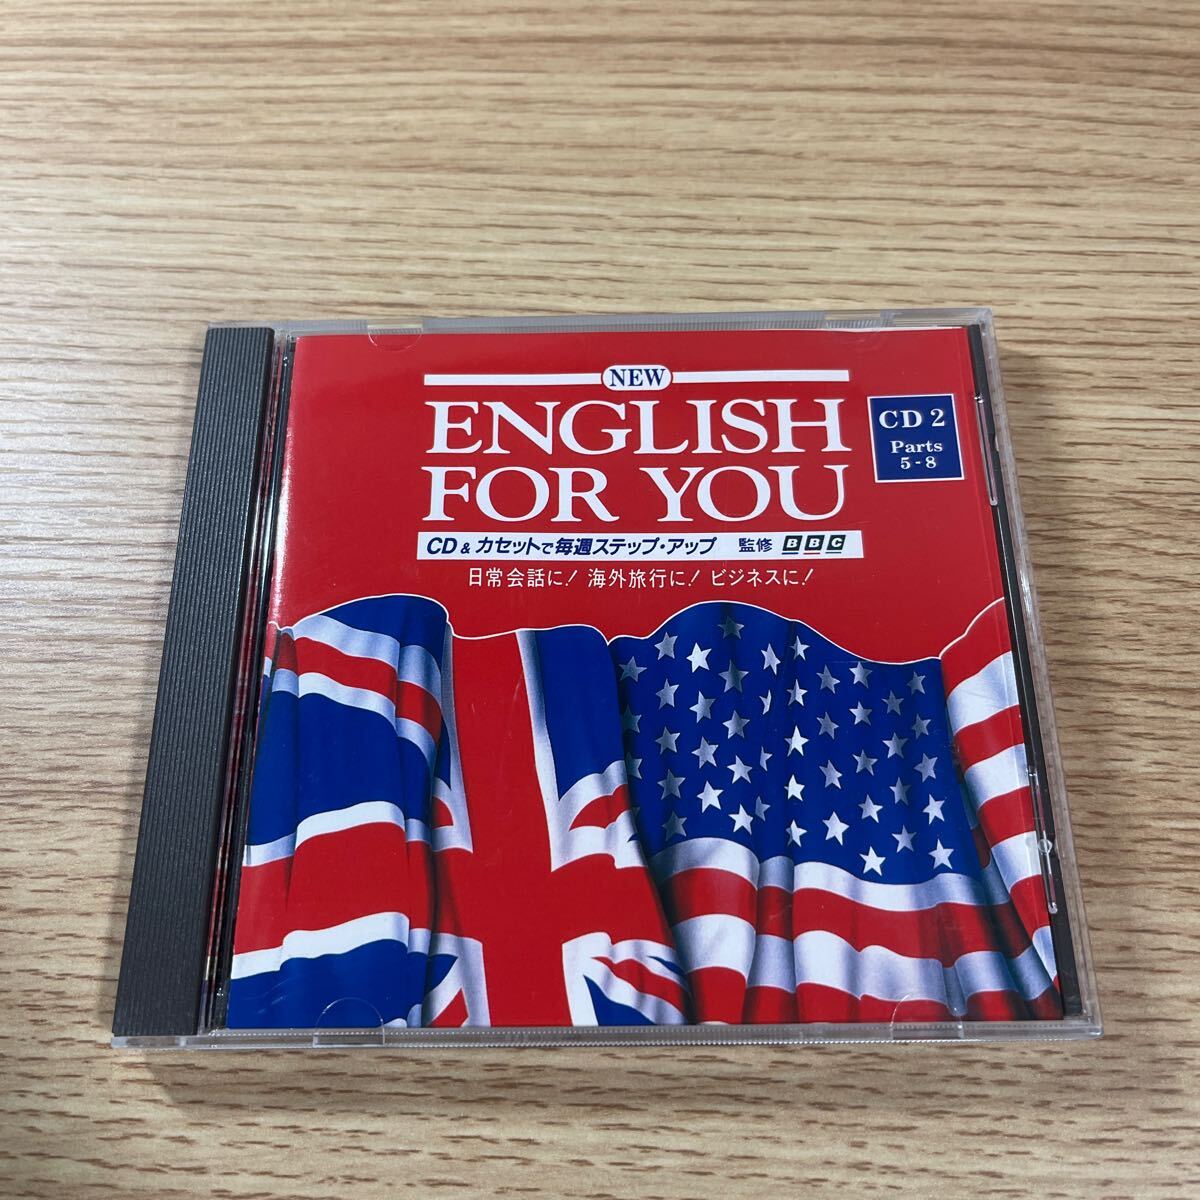 NEW
ENGLISH
FOR YOU
CD 2
Parts
5 - 8
CD & カセットで毎週ステップ・アップ 監修 BBC
日常会話に! 海外旅行に! ビジネスに!